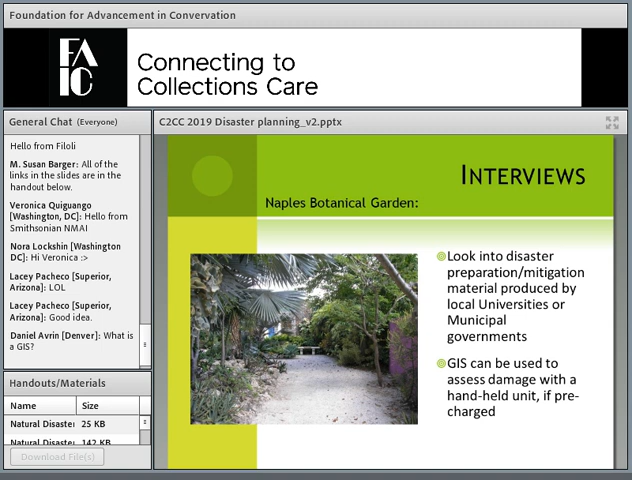 Foundation for Advancement in Convervation
FA
IC
Connecting to
Collections Care
General Chat (Everyone)
Hello from Filoli
M. Susan Barger: All of the
links in the slides are in the
handout below.
Veronica Quiguango
[Washington, DC]: Hello from
Smithsonian NMAI
Nora Lockshin [Washington
DC]: Hi Veronica :>
Lacey Pacheco [Superior,
Arizona]: LOL
Lacey Pacheco [Superior,
Arizona]: Good idea.
Daniel Avrin [Denver]: What is
a GIS?
Handouts/Materials
Name Size
Natural Disaster 25 KB
Natural Disaster 142 KB
Download File(s)
C2CC 2019 Disaster planning_v2.pptx
INTERVIEWS
Naples Botanical Garden:
Look into disaster
preparation/mitigation
material produced by
local Universities or
Municipal
governments
GIS can be used to
assess damage with a
hand-held unit, if pre-
charged